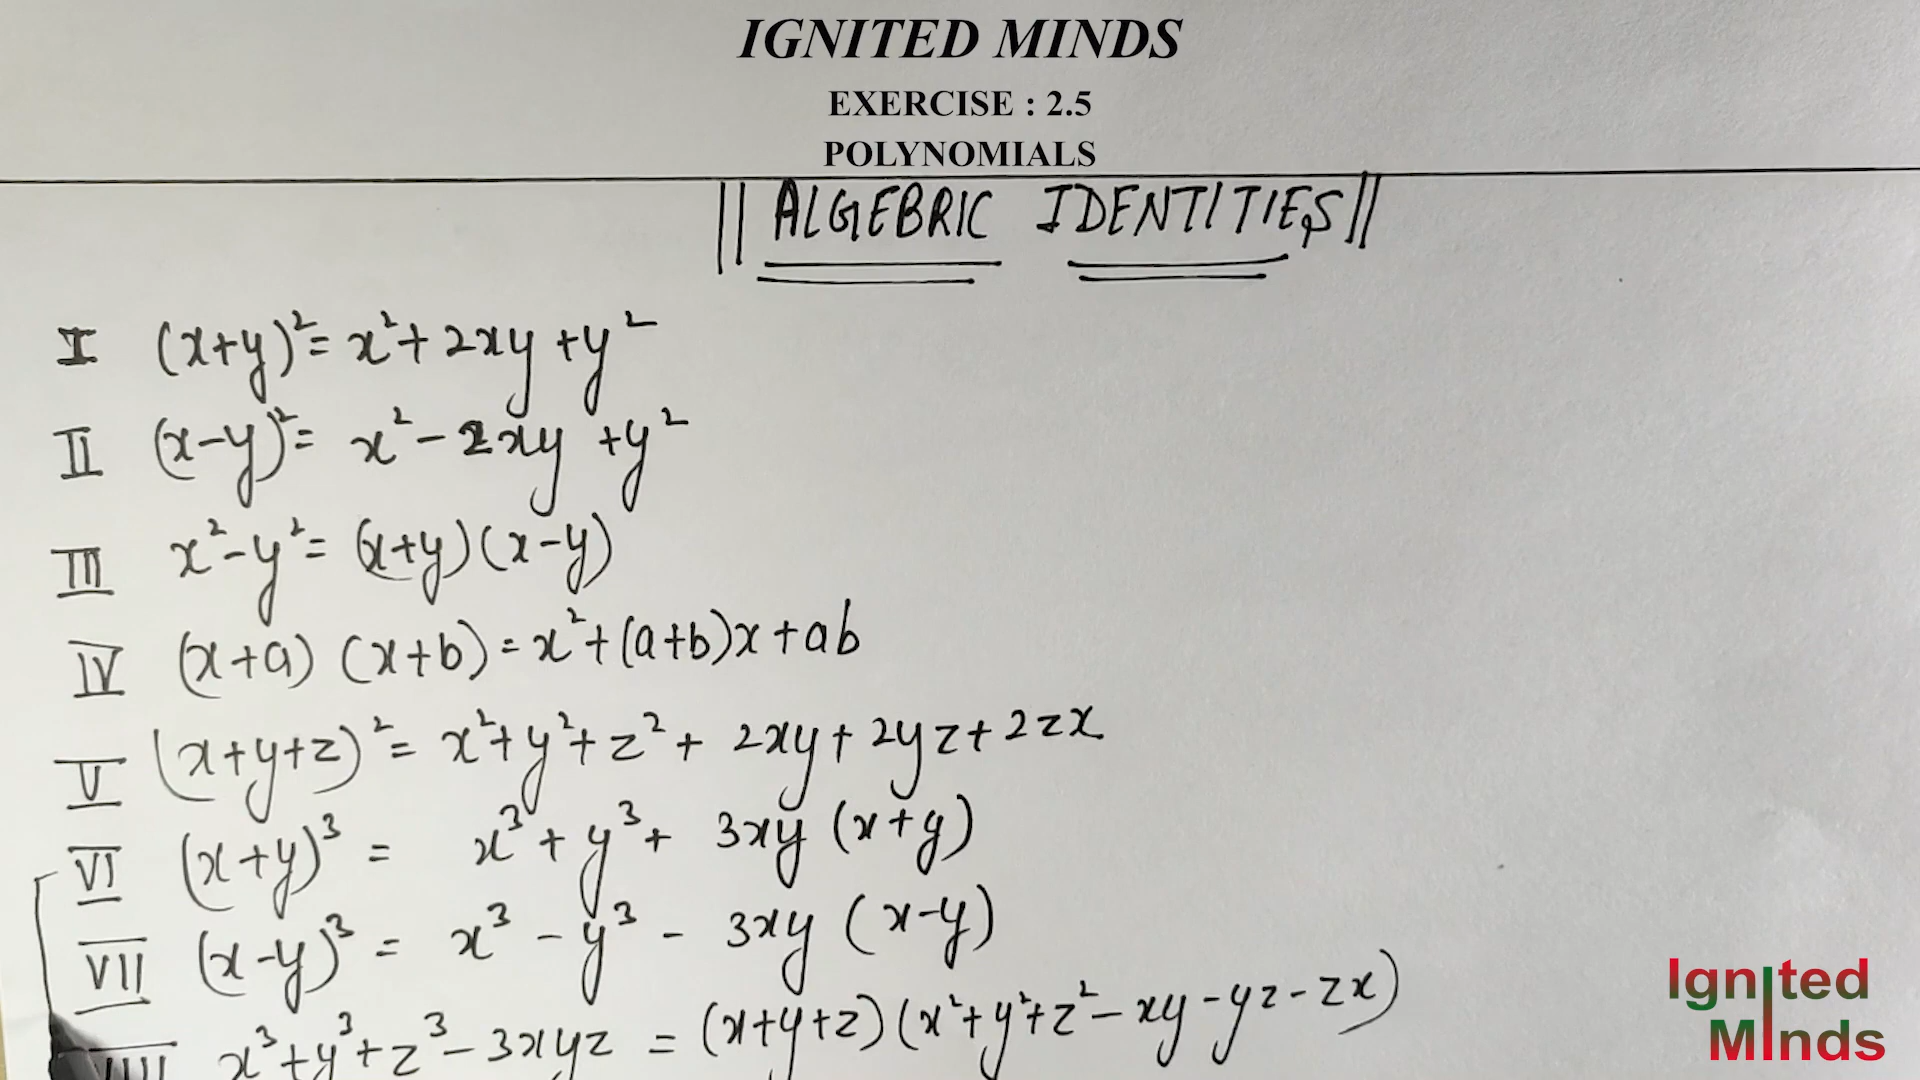 IGNITED MINDS
EXERCISE : 2.5
POLYNOMIALS
|| ALGEBRIC IDENTITIES ||
I (x+y)² = x² + 2xy + y²
II (x-y)² = x² - 2xy + y²
III x² - y² = (x+y)(x-y)
IV (x+a) (x+b) = x² + (a+b)x + ab
V (x+y+z)² = x² + y² + z² + 2xy + 2yz + 2zx
VI (x+y)³ = x³ + y³ + 3xy (x+y)
VII (x-y)³ = x³ - y³ - 3xy (x-y)
VIII x³ + y³ + z³ - 3xyz = (x+y+z)(x² + y² + z² - xy - yz - zx)
Ignited
Minds